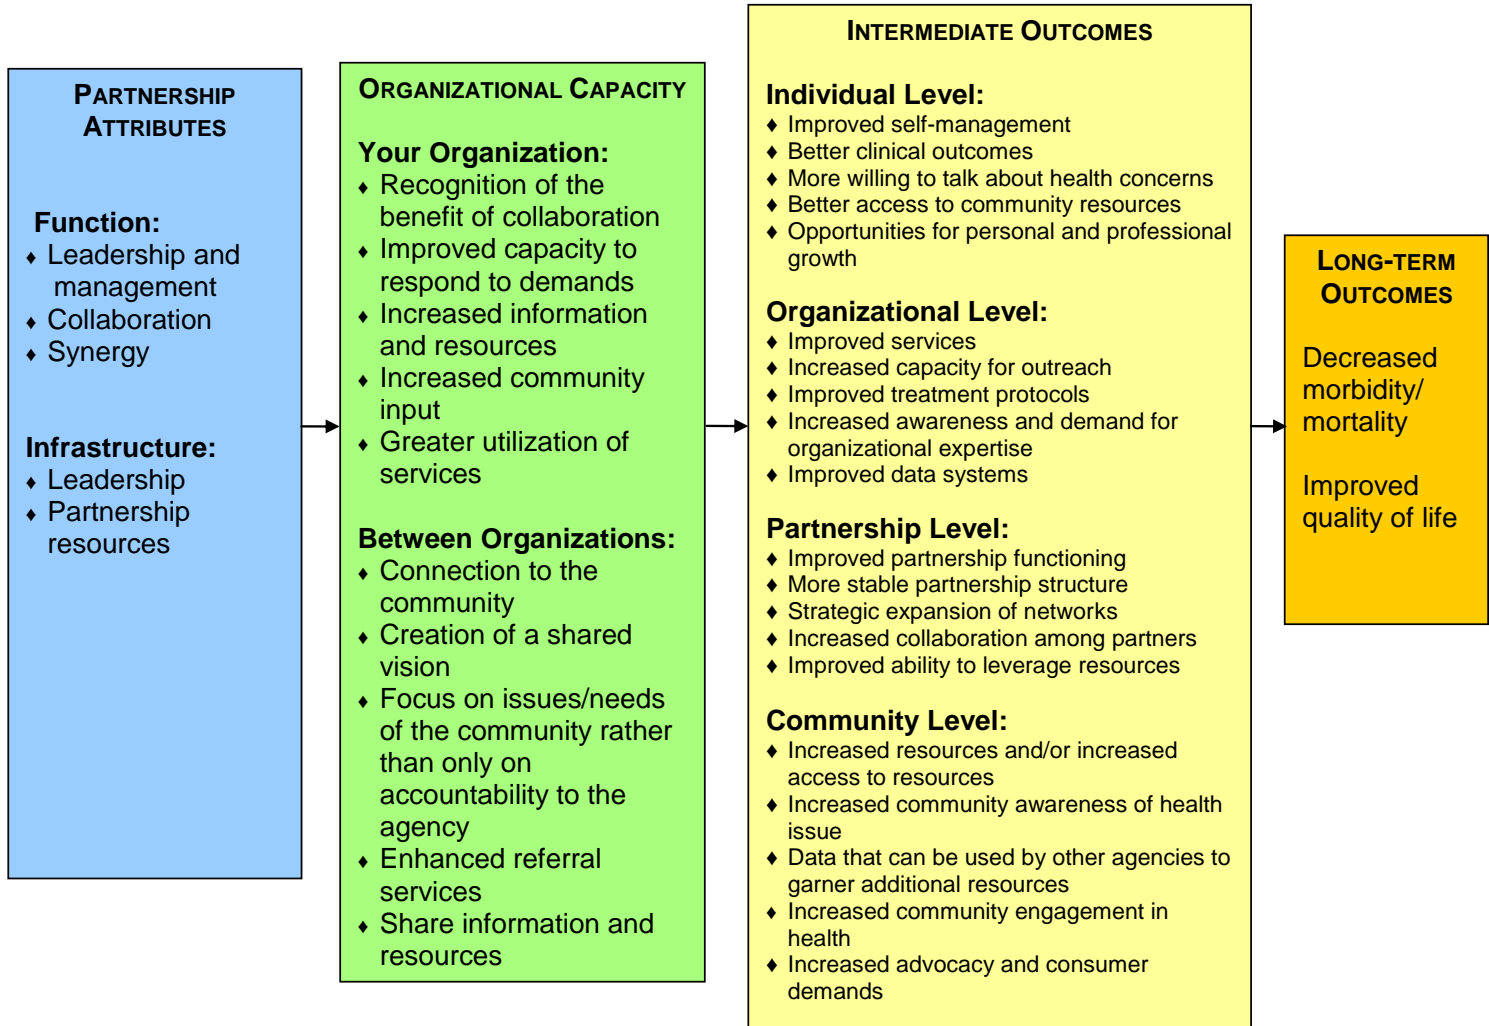 PARTNERSHIP
ATTRIBUTES
Function:
♦ Leadership and
management
♦ Collaboration
♦ Synergy
Infrastructure:
♦ Leadership
♦ Partnership
resources
ORGANIZATIONAL CAPACITY
Your Organization:
♦ Recognition of the
benefit of collaboration
♦ Improved capacity to
respond to demands
♦ Increased information
and resources
♦ Increased community
input
♦ Greater utilization of
services
Between Organizations:
♦ Connection to the
community
♦ Creation of a shared
vision
♦ Focus on issues/needs
of the community rather
than only on
accountability to the
agency
♦ Enhanced referral
services
♦ Share information and
resources
INTERMEDIATE OUTCOMES
Individual Level:
♦ Improved self-management
♦ Better clinical outcomes
♦ More willing to talk about health concerns
♦ Better access to community resources
♦ Opportunities for personal and professional
growth
Organizational Level:
♦ Improved services
♦ Increased capacity for outreach
♦ Improved treatment protocols
♦ Increased awareness and demand for
organizational expertise
♦ Improved data systems
Partnership Level:
♦ Improved partnership functioning
♦ More stable partnership structure
♦ Strategic expansion of networks
♦ Increased collaboration among partners
♦ Improved ability to leverage resources
Community Level:
♦ Increased resources and/or increased
access to resources
♦ Increased community awareness of health
issue
♦ Data that can be used by other agencies to
garner additional resources
♦ Increased community engagement in
health
♦ Increased advocacy and consumer
demands
LONG-TERM
OUTCOMES
Decreased
morbidity/
mortality
Improved
quality of life